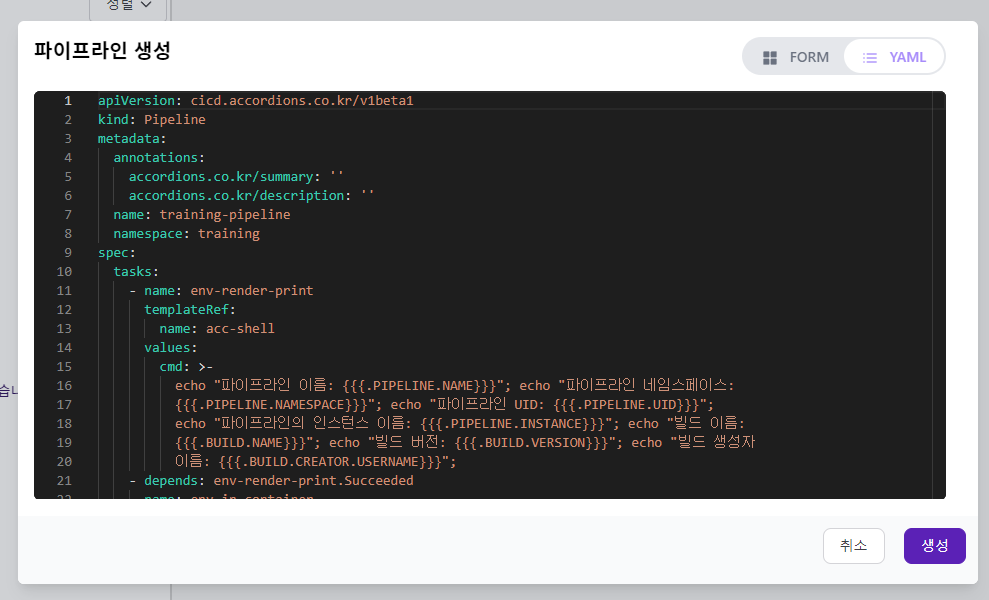 정렬
파이프라인 생성
FORM
YAML
1 apiVersion: cicd.accordions.co.kr/v1beta1
2 kind: Pipeline
3 metadata:
4 annotations:
5 accordions.co.kr/summary: ''
6 accordions.co.kr/description: ''
7 name: training-pipeline
8 namespace: training
9 spec:
10 tasks:
11 - name: env-render-print
12 templateRef:
13 name: acc-shell
14 values:
15 cmd: >-
16 echo "파이프라인 이름: {{{.PIPELINE.NAME}}}"; echo "파이프라인 네임스페이스:
17 {{{.PIPELINE.NAMESPACE}}}"; echo "파이프라인 UID: {{{.PIPELINE.UID}}}";
18 echo "파이프라인의 인스턴스 이름: {{{.PIPELINE.INSTANCE}}}"; echo "빌드 이름:
19 {{{.BUILD.NAME}}}"; echo "빌드 버전: {{{.BUILD.VERSION}}}"; echo "빌드 생성자
20 이름: {{{.BUILD.CREATOR.USERNAME}}}";
21 - depends: env-render-print.Succeeded
22 name: env-in-container
취소
생성